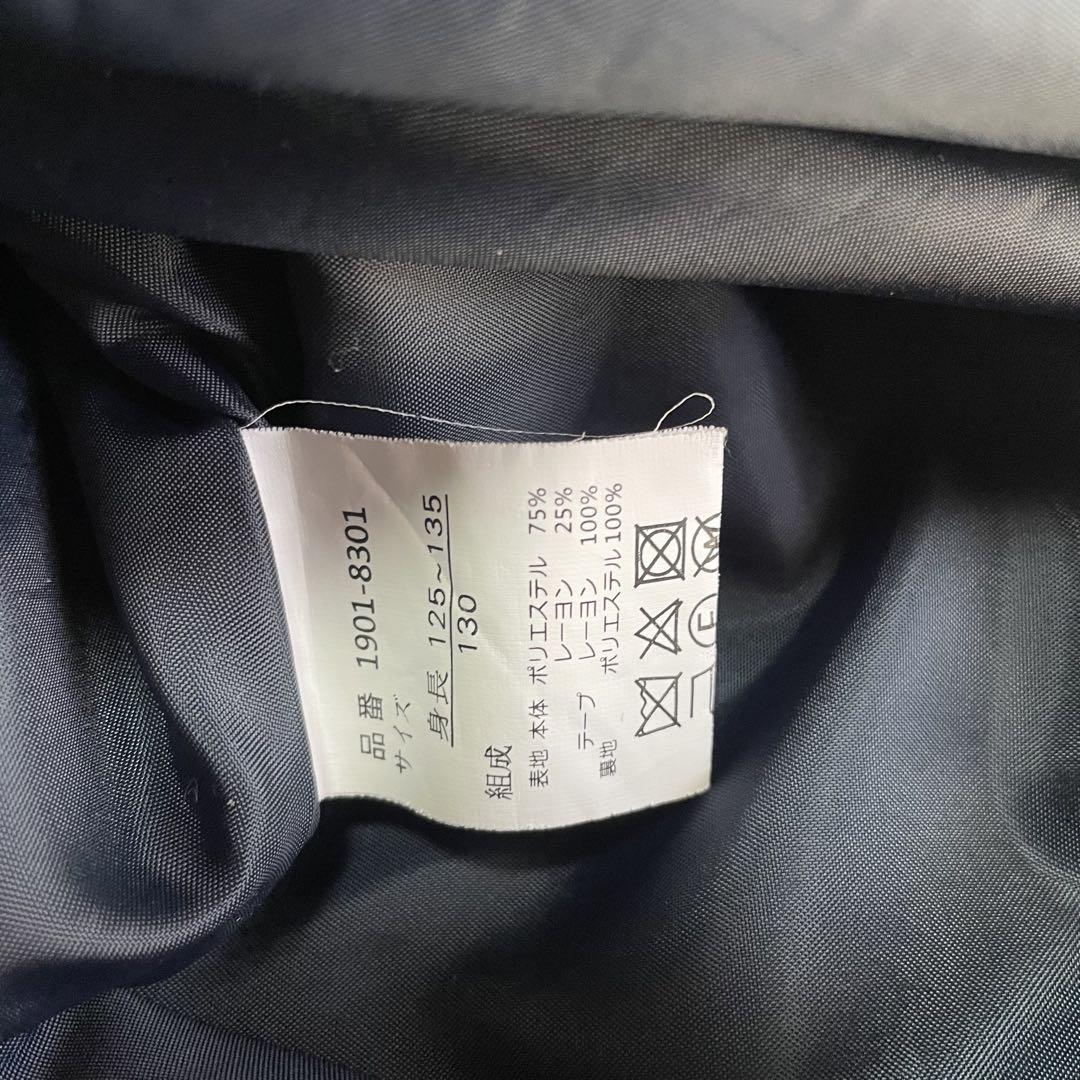 品番 1901-8301
サイズ
身長 125~135
130
組成
表地 本体 ポリエステル 75%
レーヨン 25%
テープ レーヨン 100%
裏地 ポリエステル 100%
F